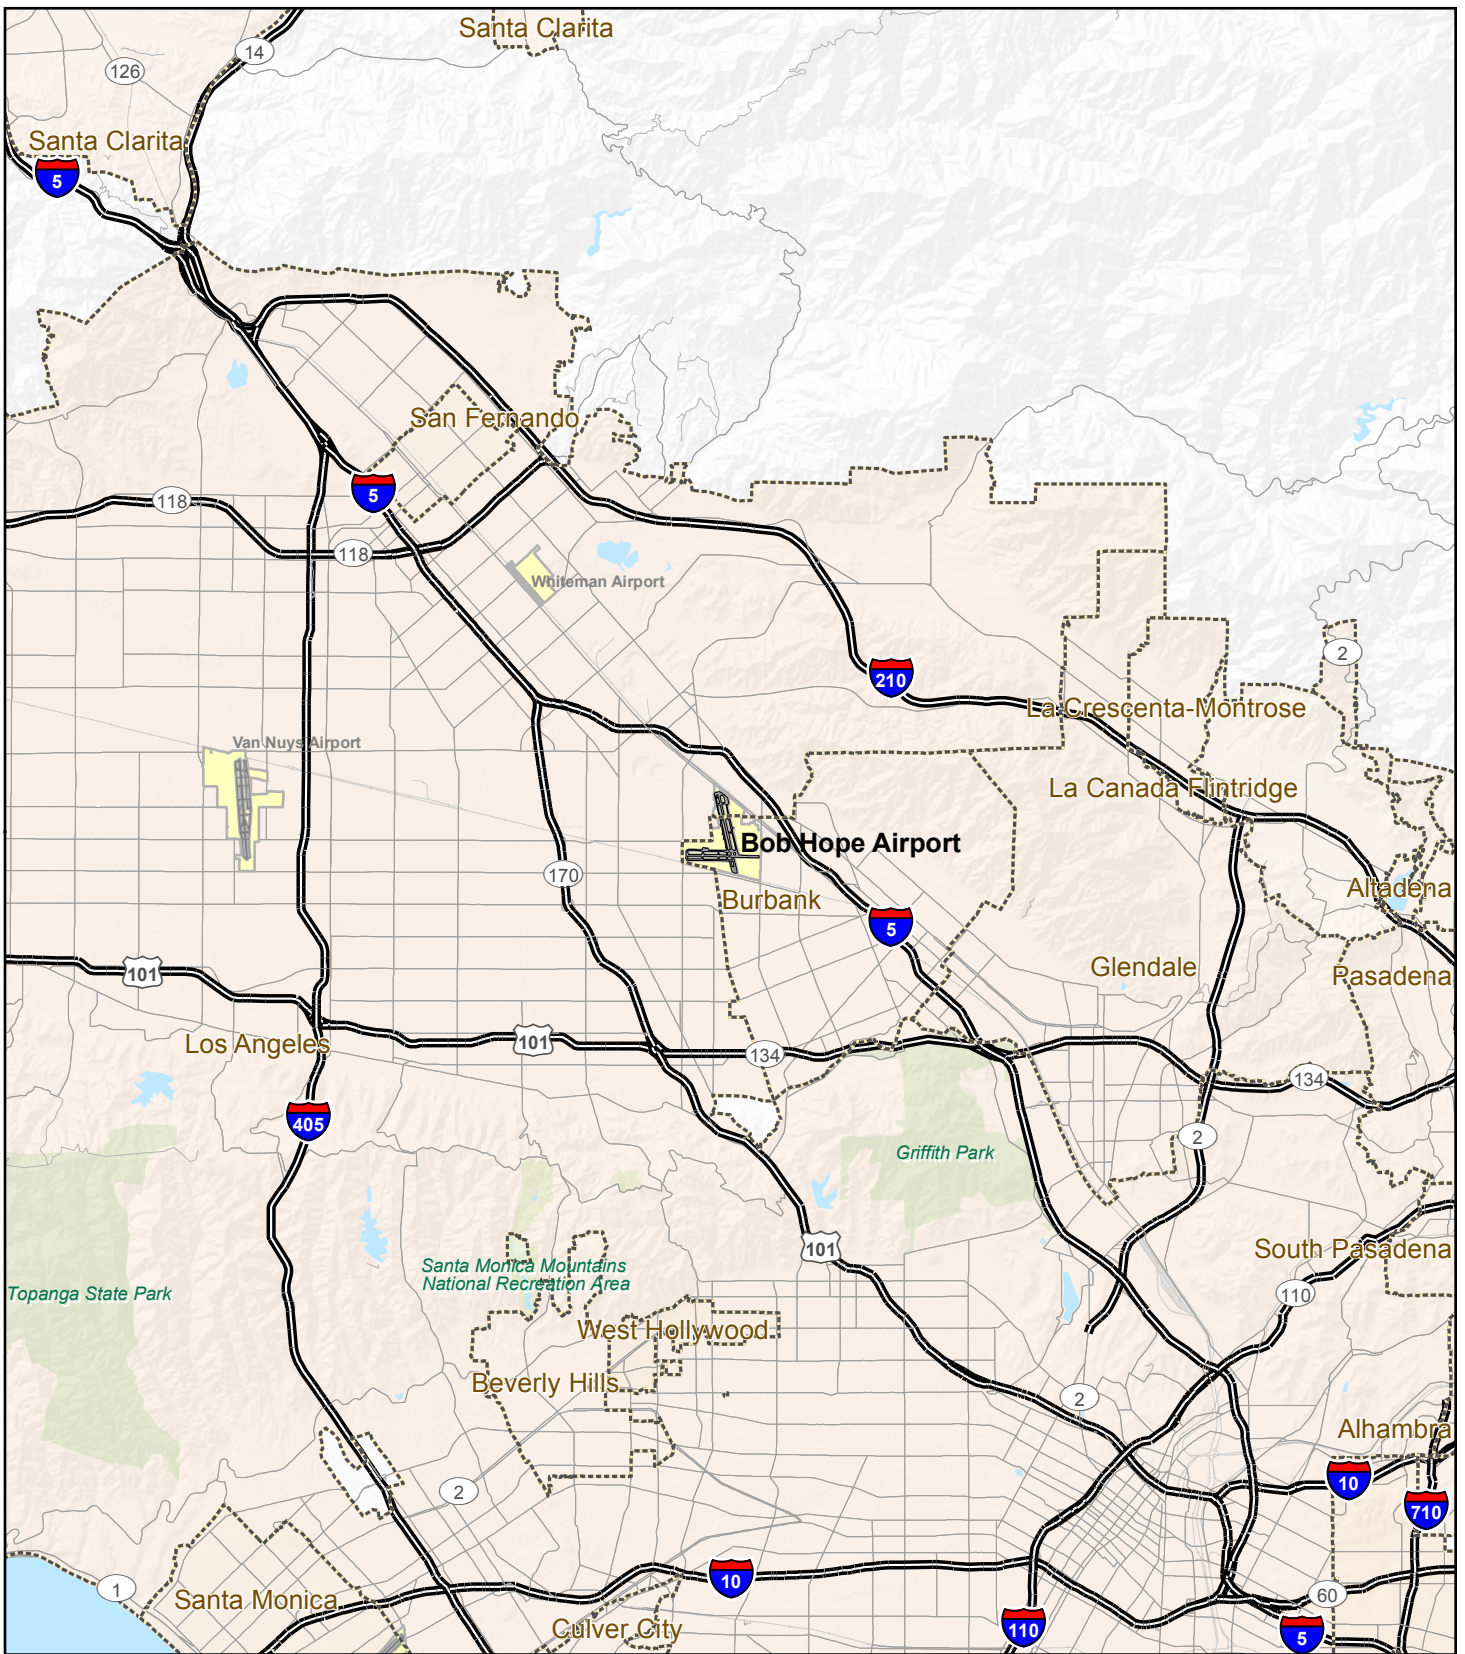 Santa Clarita
14
126
Santa Clarita
5
San Fernando
5
118
118
Whiteman Airport
2
210
La Crescenta-Montrose
Van Nuys Airport
La Canada Flintridge
Bob Hope Airport
170
Altadena
Burbank
5
Glendale
Pasadena
101
101
Los Angeles
134
134
405
2
Griffith Park
101
South Pasadena
Santa Monica Mountains
National Recreation Area
Topanga State Park
110
West Hollywood
Beverly Hills
2
Alhambra
10
2
710
10
1
60
Santa Monica
Culver City
110
5